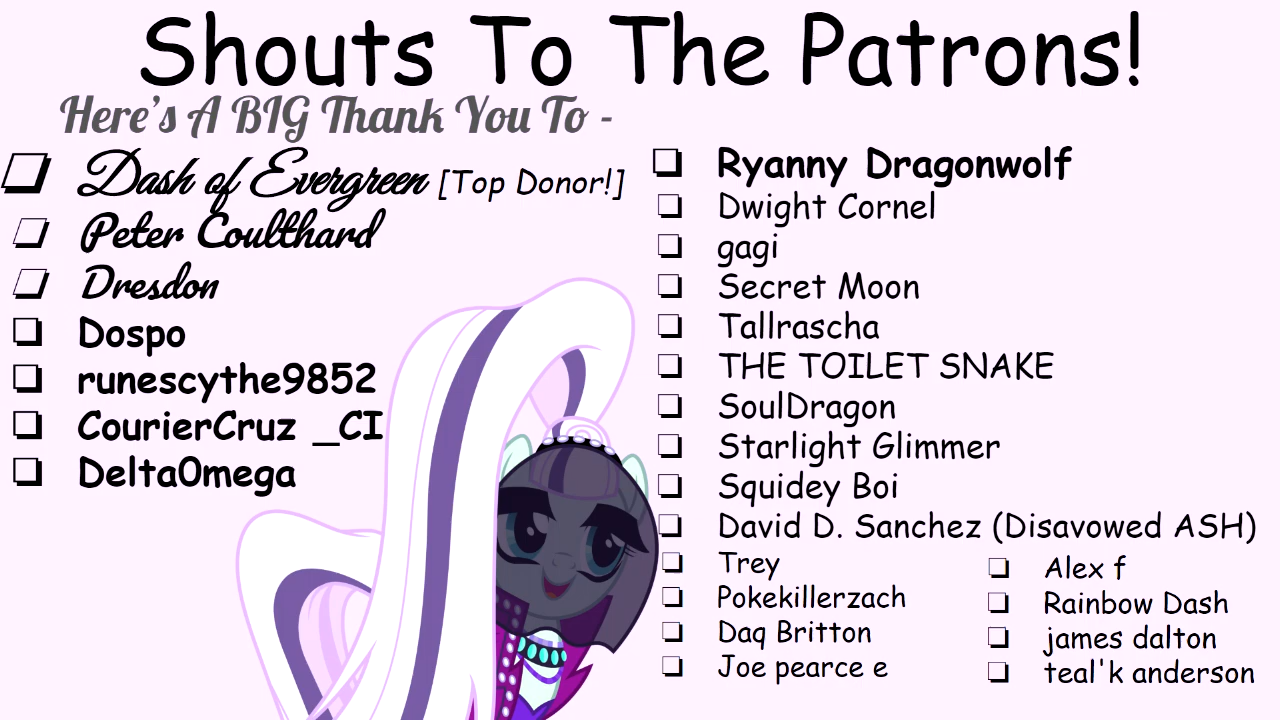 Shouts To The Patrons!
Here's A BIG Thank You To -
❏ Dash of Evergreen [Top Donor!]
❏ Peter Coulthard
❏ Dresdon
❏ Dospo
❏ runescythe9852
❏ CourierCruz _CI
❏ Delta0mega
❏ Ryanny Dragonwolf
❏ Dwight Cornel
❏ gagi
❏ Secret Moon
❏ Tallrascha
❏ THE TOILET SNAKE
❏ SoulDragon
❏ Starlight Glimmer
❏ Squidey Boi
❏ David D. Sanchez (Disavowed ASH)
❏ Trey
❏ Pokekillerzach
❏ Daq Britton
❏ Joe pearce e
❏ Alex f
❏ Rainbow Dash
❏ james dalton
❏ teal'k anderson